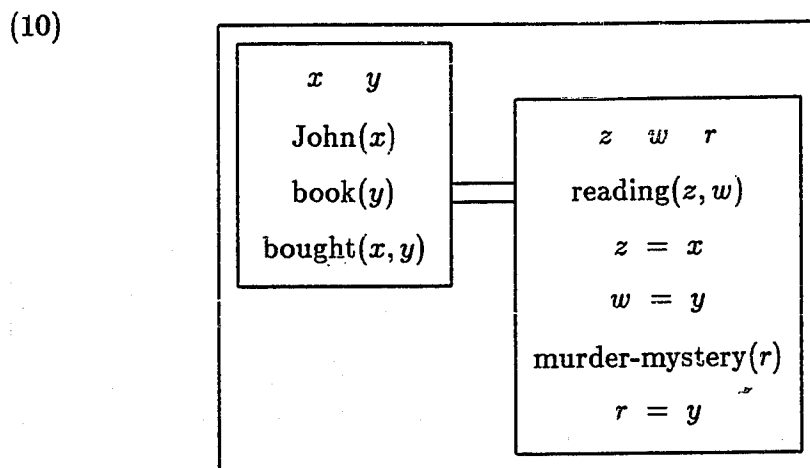 (10)
x y
John(x)
book(y)
bought(x, y)
z w r
reading(z, w)
z = x
w = y
murder-mystery(r)
r = y